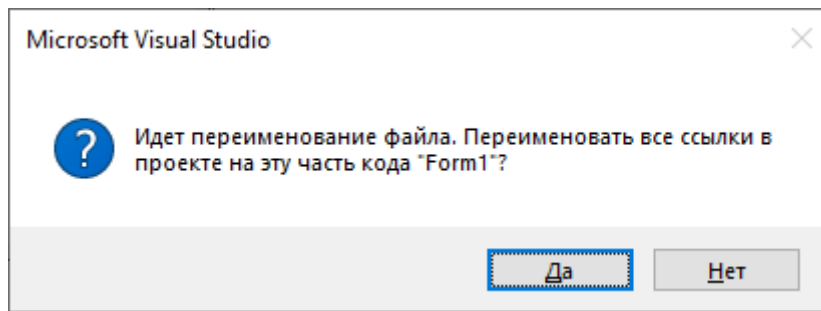 Microsoft Visual Studio
Идет переименование файла. Переименовать все ссылки в
проекте на эту часть кода "Form1"?
Да
Нет